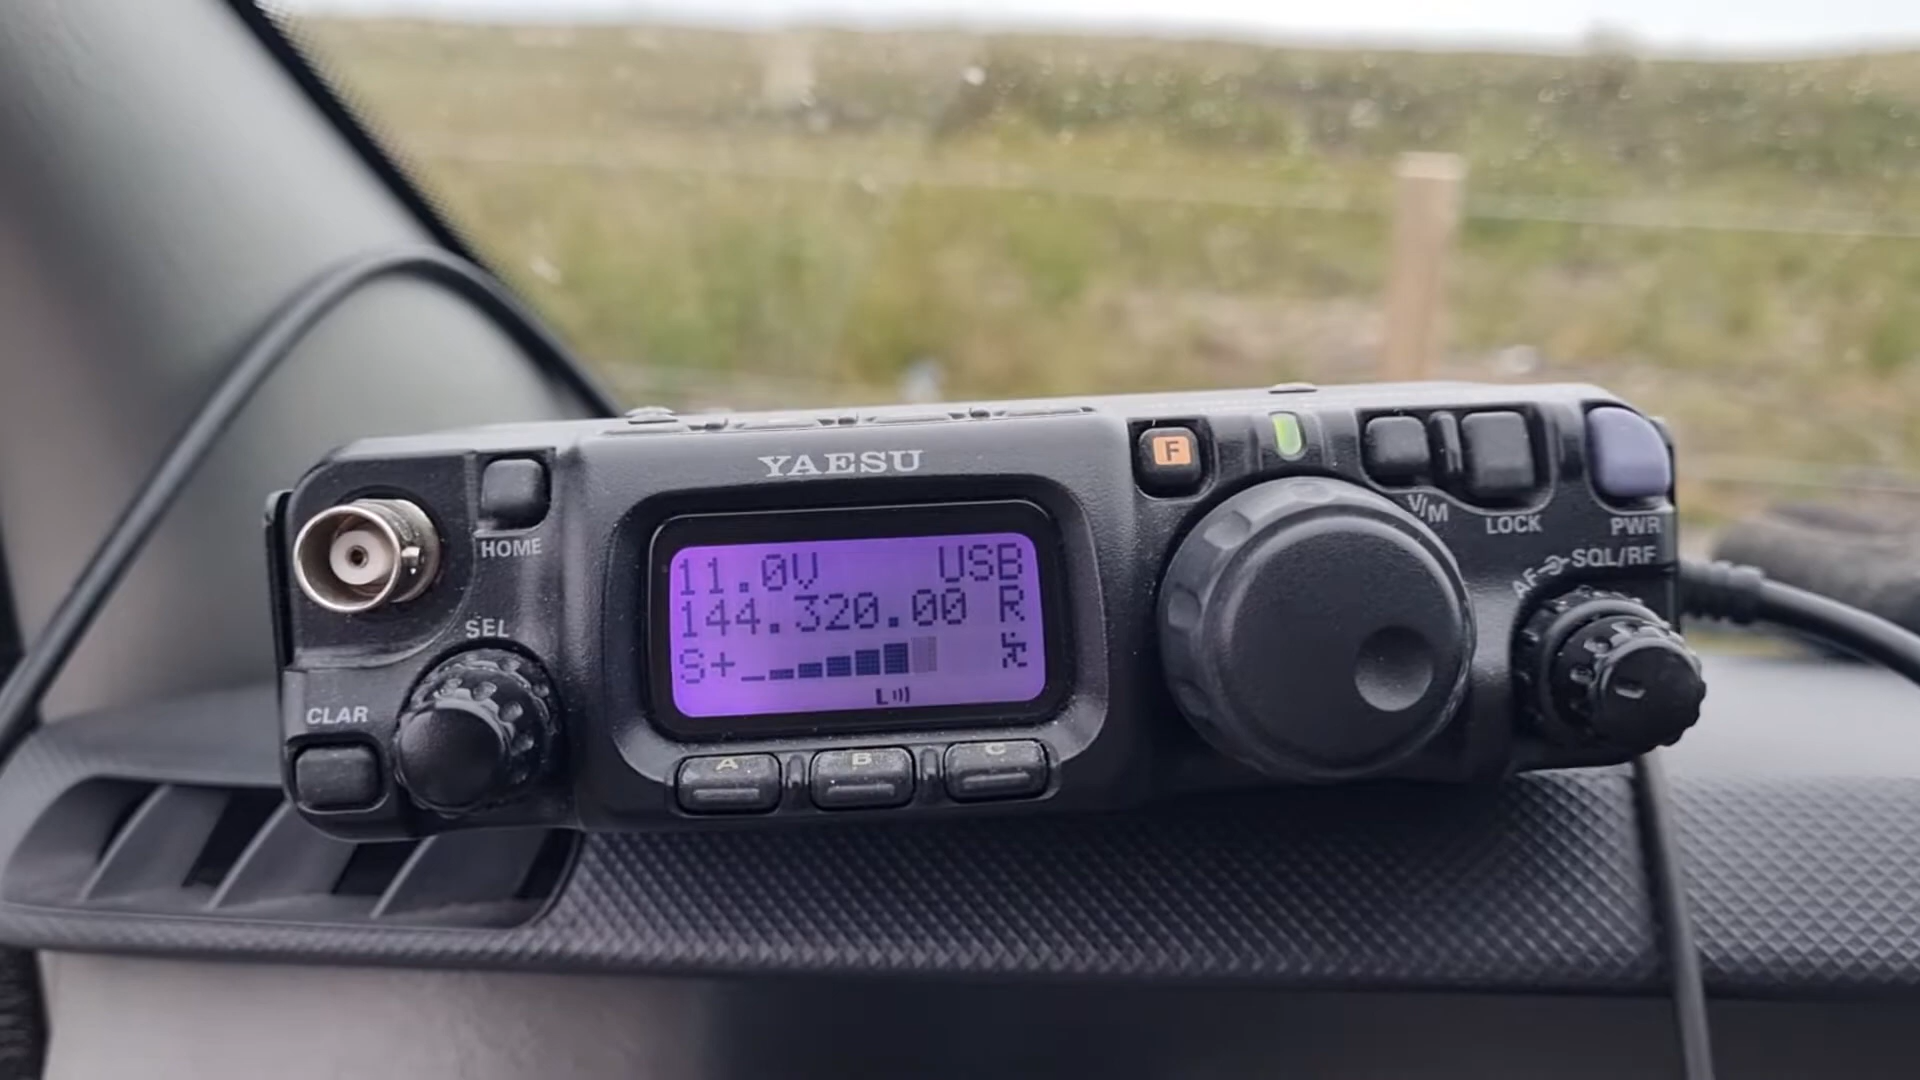 YAESU
F
V/M
LOCK
PWR
HOME
AF SQL/RF
SEL
CLAR
11.0V USB
144.320.00 R
S+
A
B
C